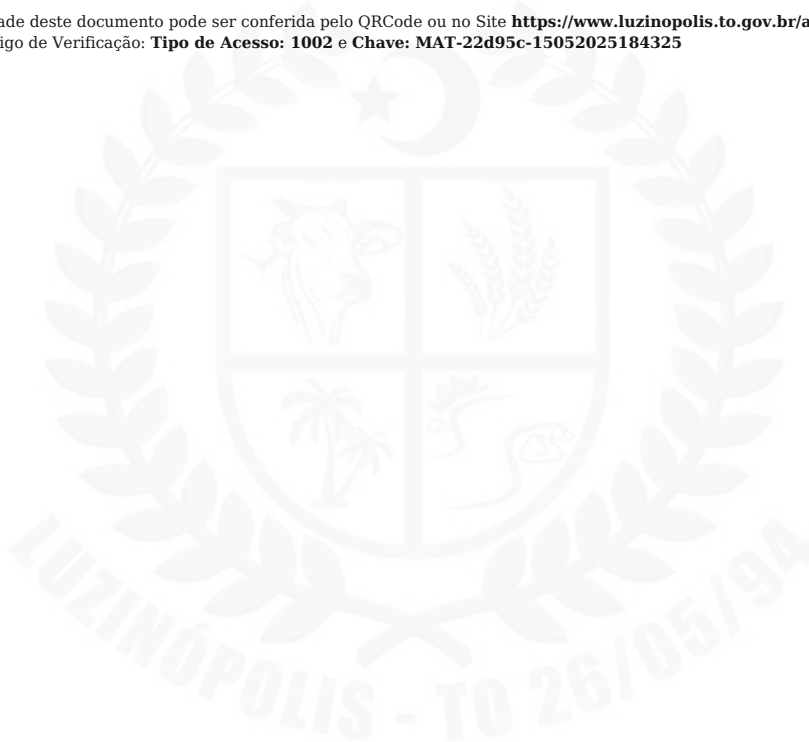 ade deste documento pode ser conferida pelo QRCode ou no Site https://www.luzinopolis.to.gov.br/a
igo de Verificação: Tipo de Acesso: 1002 e Chave: MAT-22d95c-15052025184325
LUZINÓPOLIS - TO 26/05/94